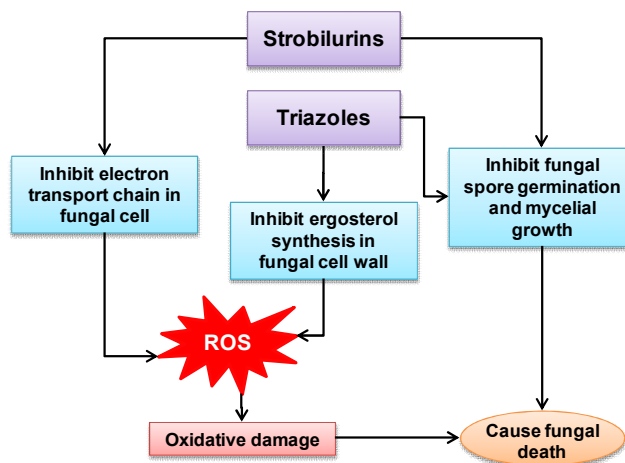 Strobilurins
Triazoles
Inhibit electron
transport chain in
fungal cell
Inhibit ergosterol
synthesis in
fungal cell wall
Inhibit fungal
spore germination
and mycelial
growth
ROS
Oxidative damage
Cause fungal
death